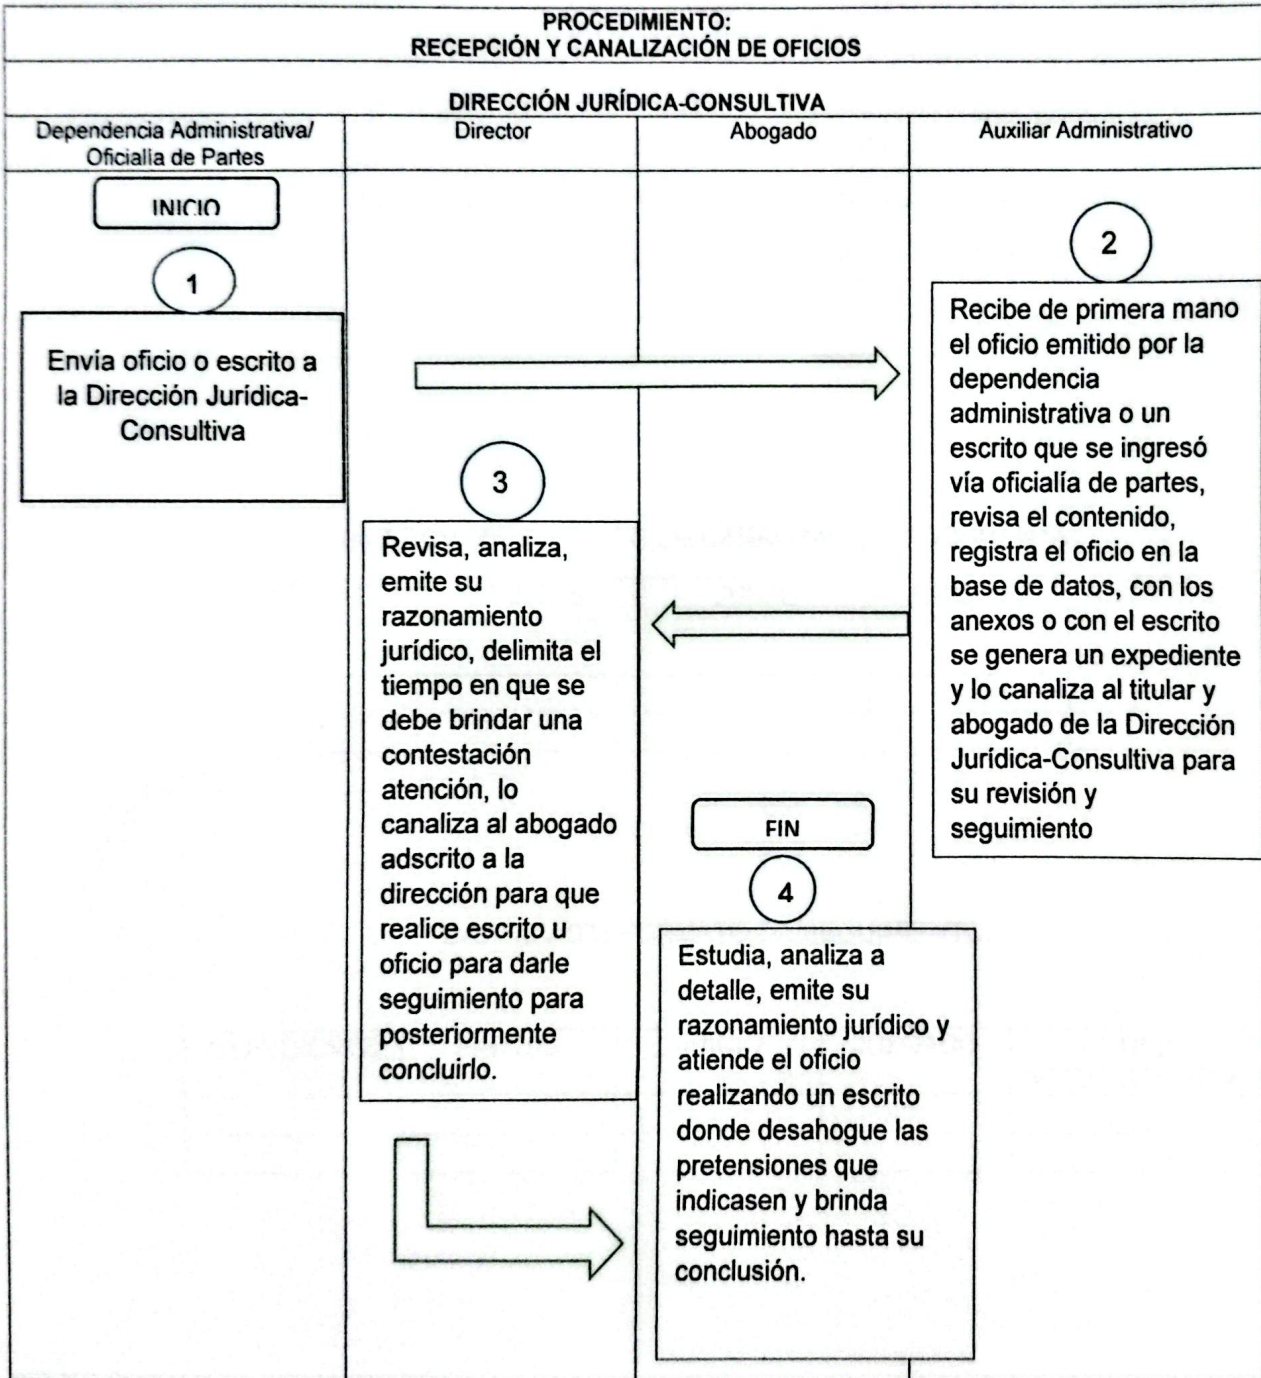 PROCEDIMIENTO:
RECEPCIÓN Y CANALIZACIÓN DE OFICIOS
DIRECCIÓN JURÍDICA-CONSULTIVA
Dependencia Administrativa/
Oficialia de Partes
Director
Abogado
Auxiliar Administrativo
INICIO
1
Envía oficio o escrito a
la Dirección Jurídica-
Consultiva
2
Recibe de primera mano
el oficio emitido por la
dependencia
administrativa o un
escrito que se ingresó
vía oficialía de partes,
revisa el contenido,
registra el oficio en la
base de datos, con los
anexos o con el escrito
se genera un expediente
y lo canaliza al titular y
abogado de la Dirección
Jurídica-Consultiva para
su revisión y
seguimiento
3
Revisa, analiza,
emite su
razonamiento
jurídico, delimita el
tiempo en que se
debe brindar una
contestación
atención, lo
canaliza al abogado
adscrito a la
dirección para que
realice escrito u
oficio para darle
seguimiento para
posteriormente
concluirlo.
FIN
4
Estudia, analiza a
detalle, emite su
razonamiento jurídico y
atiende el oficio
realizando un escrito
donde desahogue las
pretensiones que
indicasen y brinda
seguimiento hasta su
conclusión.